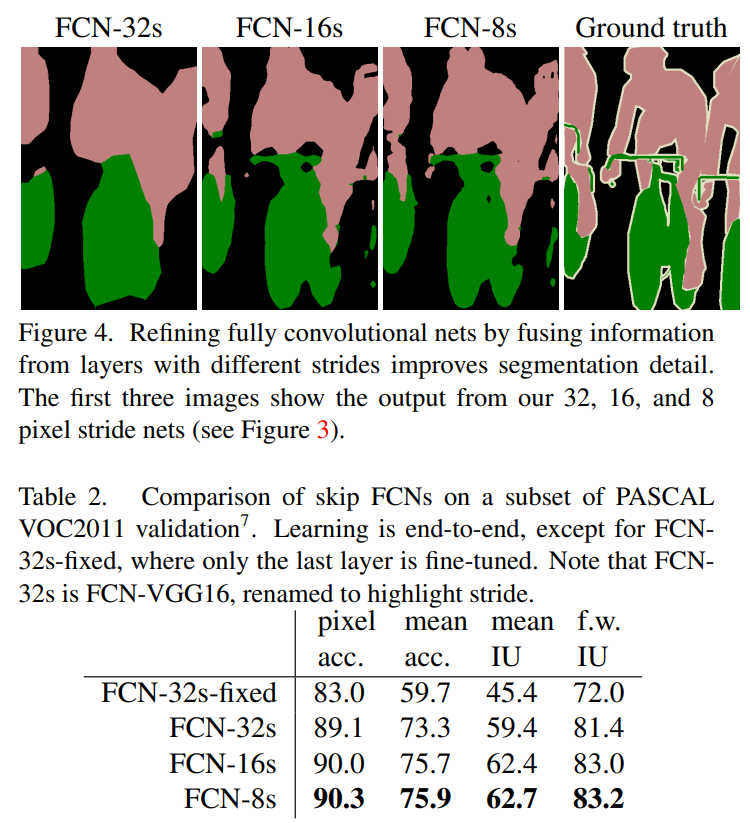 FCN-32s FCN-16s FCN-8s Ground truth
Figure 4. Refining fully convolutional nets by fusing information
from layers with different strides improves segmentation detail.
The first three images show the output from our 32, 16, and 8
pixel stride nets (see Figure 3).
Table 2. Comparison of skip FCNs on a subset of PASCAL
VOC2011 validation7. Learning is end-to-end, except for FCN-
32s-fixed, where only the last layer is fine-tuned. Note that FCN-
32s is FCN-VGG16, renamed to highlight stride.
pixel mean mean f.w.
acc. acc. IU IU
FCN-32s-fixed 83.0 59.7 45.4 72.0
FCN-32s 89.1 73.3 59.4 81.4
FCN-16s 90.0 75.7 62.4 83.0
FCN-8s 90.3 75.9 62.7 83.2